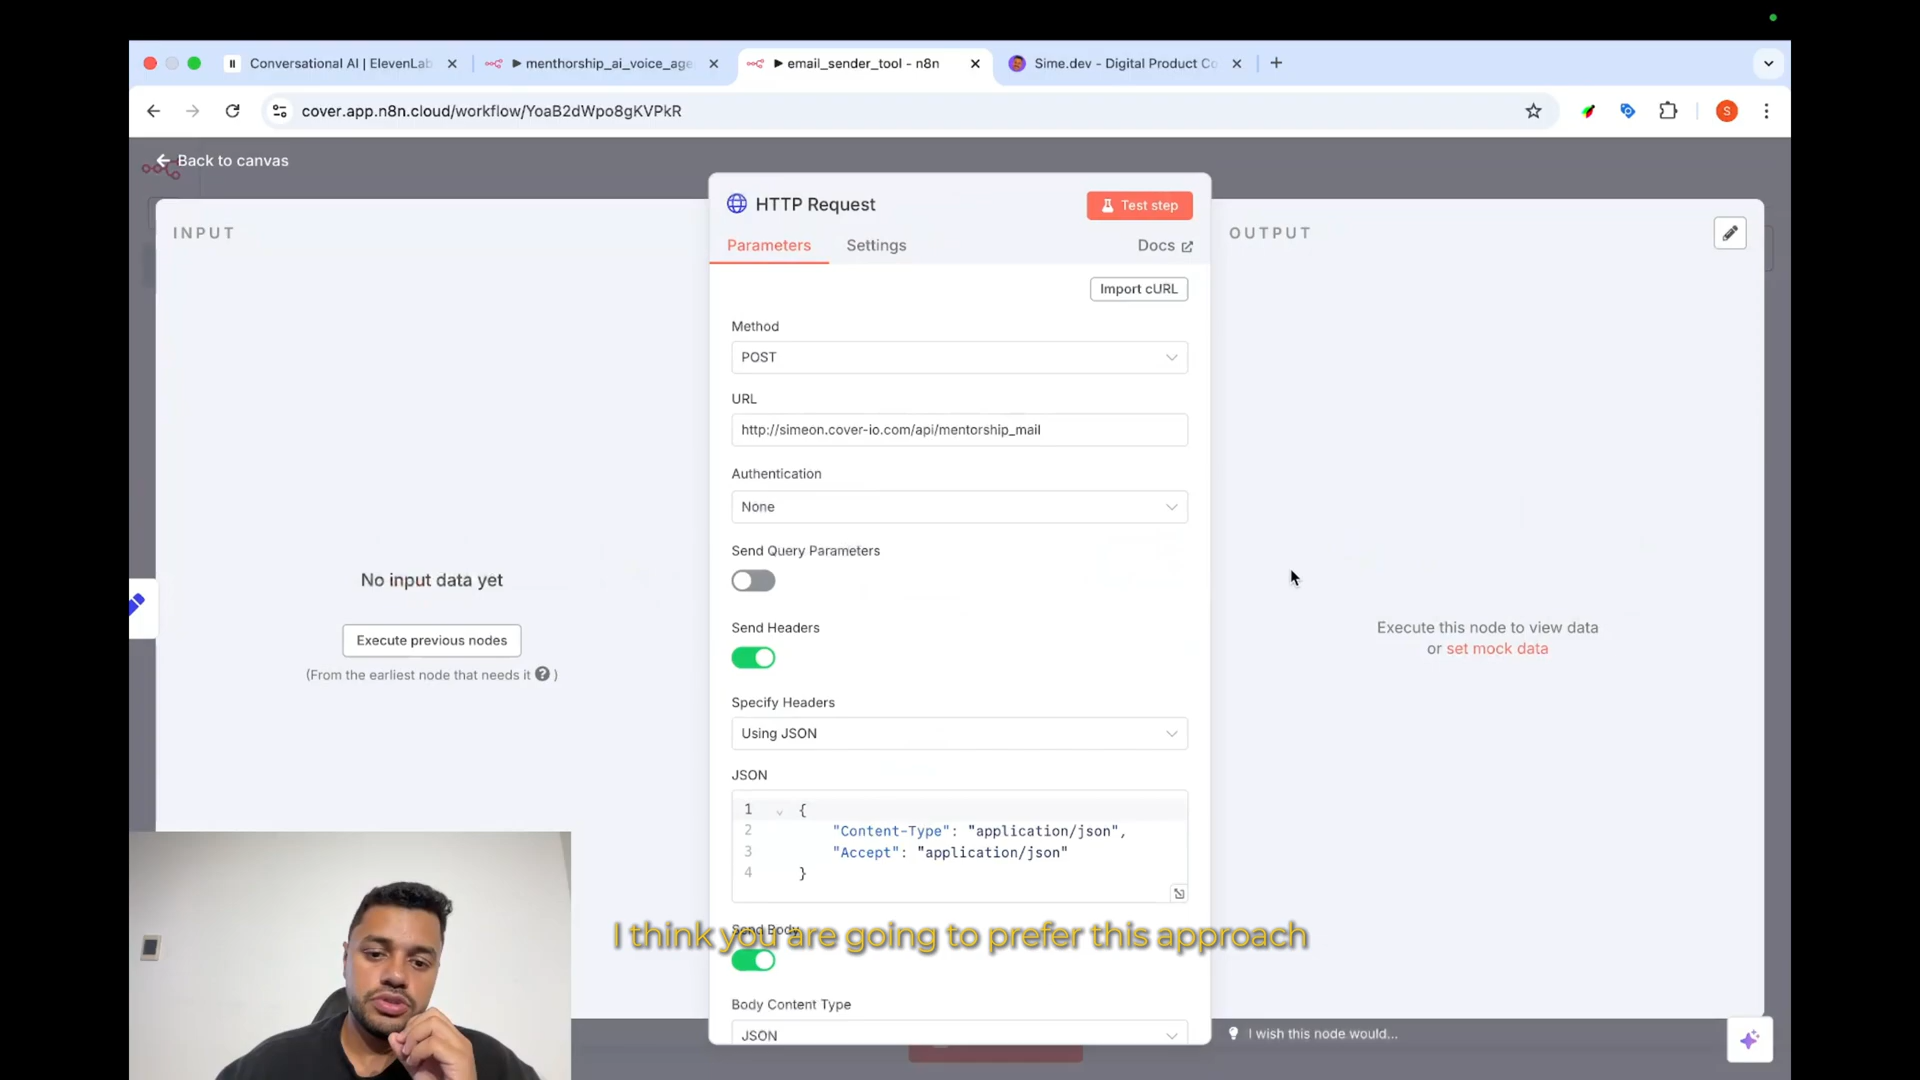 Conversational AI | ElevenLab
menthorship_ai_voice_age
email_sender_tool - n8n
Sime.dev - Digital Product Co
cover.app.n8n.cloud/workflow/YoaB2dWpo8gKVPkR
S
Back to canvas
INPUT
HTTP Request
Test step
OUTPUT
Parameters
Settings
Docs
Import cURL
Method
POST
URL
http://simeon.cover-io.com/api/mentorship_mail
Authentication
None
Send Query Parameters
No input data yet
Execute previous nodes
(From the earliest node that needs it ? )
Execute this node to view data
or set mock data
Send Headers
Specify Headers
Using JSON
JSON
1 {
2 "Content-Type": "application/json",
3 "Accept": "application/json"
4 }
Send Body
I think you are going to prefer this approach
Body Content Type
JSON
I wish this node would...